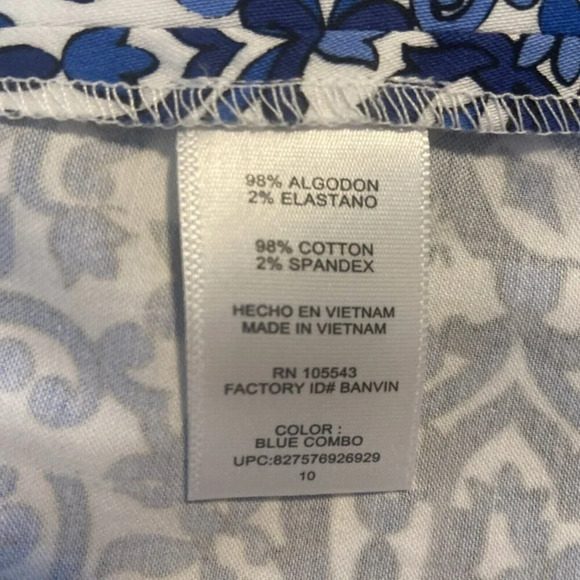 98% ALGODON
2% ELASTANO
98% COTTON
2% SPANDEX
HECHO EN VIETNAM
MADE IN VIETNAM
RN 105543
FACTORY ID# BANVIN
COLOR :
BLUE COMBO
UPC:827576926929
10